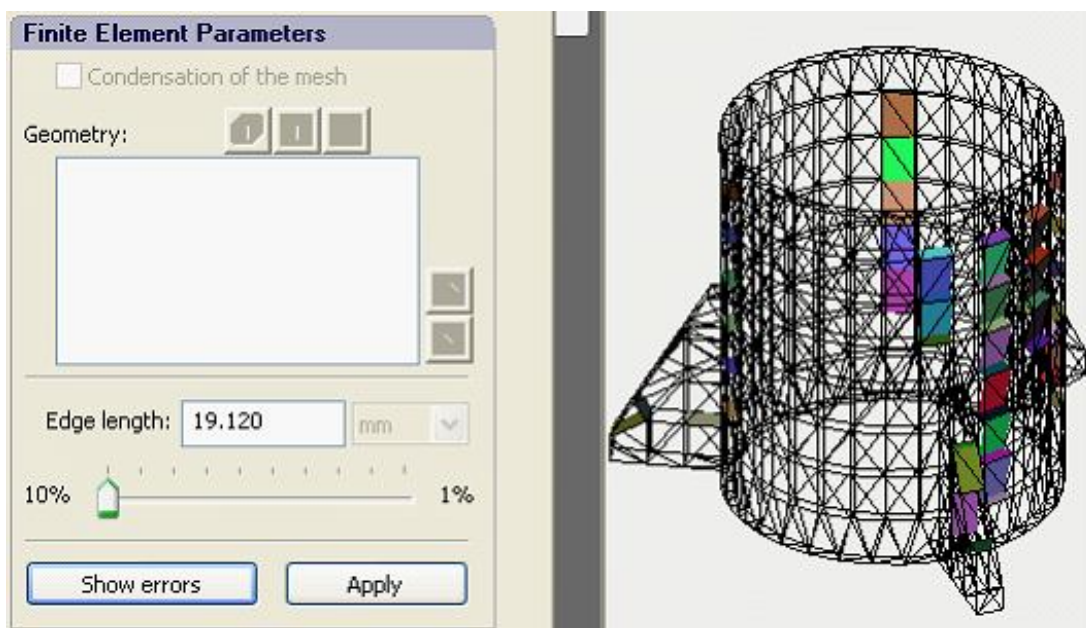 Finite Element Parameters
Condensation of the mesh
Geometry:
Edge length: 19.120 mm
10% 1%
Show errors Apply